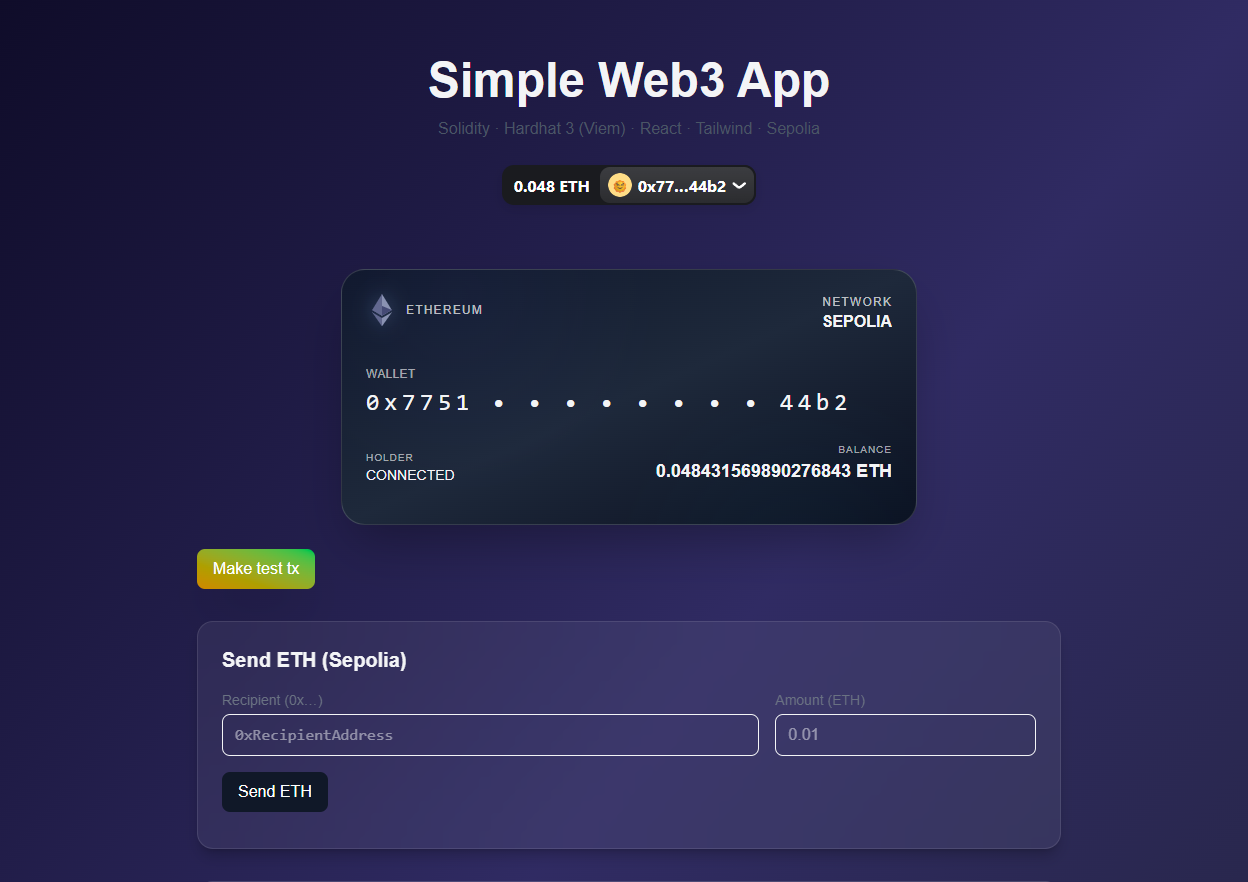 Simple Web3 App
Solidity · Hardhat 3 (Viem) · React · Tailwind · Sepolia
0.048 ETH 0x77...44b2
ETHEREUM
NETWORK
SEPOLIA
WALLET
0x7751 • • • • • • • • 44b2
HOLDER
CONNECTED
BALANCE
0.048431569890276843 ETH
Make test tx
Send ETH (Sepolia)
Recipient (0x…)
Amount (ETH)
0xRecipientAddress
0.01
Send ETH